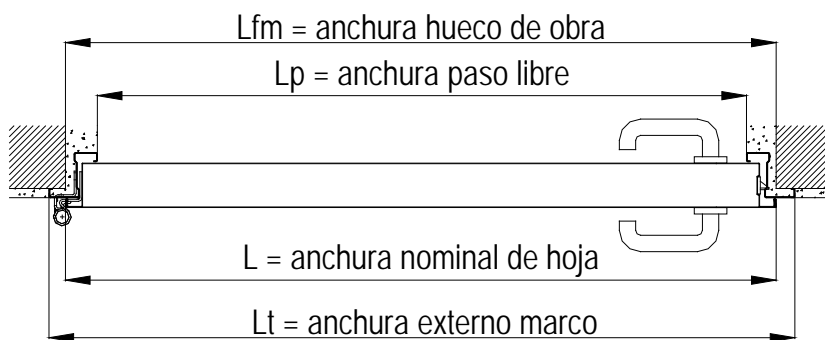 Lfm = anchura hueco de obra
Lp = anchura paso libre
L = anchura nominal de hoja
Lt = anchura externo marco